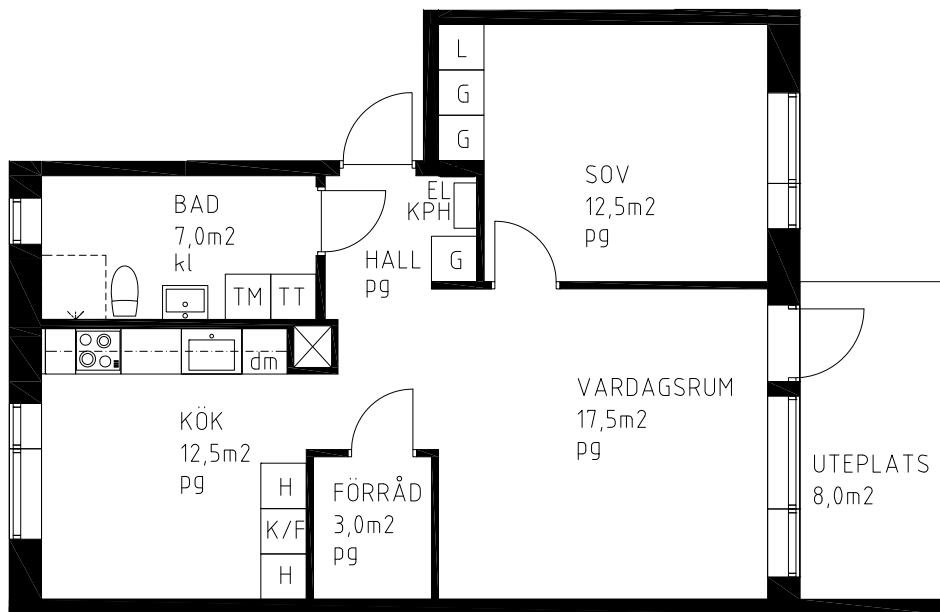 L
G
G
SOV
12,5m2
pg
BAD
7,0m2
kl
EL
KPH
HALL
pg
G
TM
TT
dm
KÖK
12,5m2
pg
H
K/F
H
FÖRRÅD
3,0m2
pg
VARDAGSRUM
17,5m2
pg
UTEPLATS
8,0m2